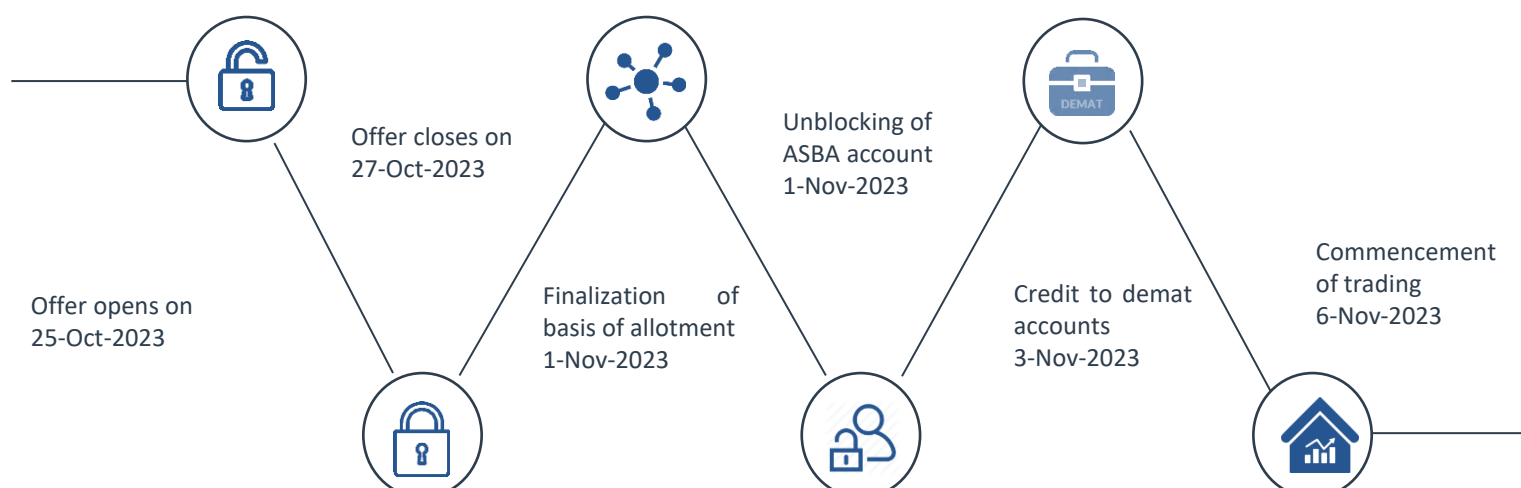 Offer opens on
25-Oct-2023
Offer closes on
27-Oct-2023
Finalization of
basis of allotment
1-Nov-2023
Unblocking of
ASBA account
1-Nov-2023
DEMAT
Credit to demat
accounts
3-Nov-2023
Commencement
of trading
6-Nov-2023